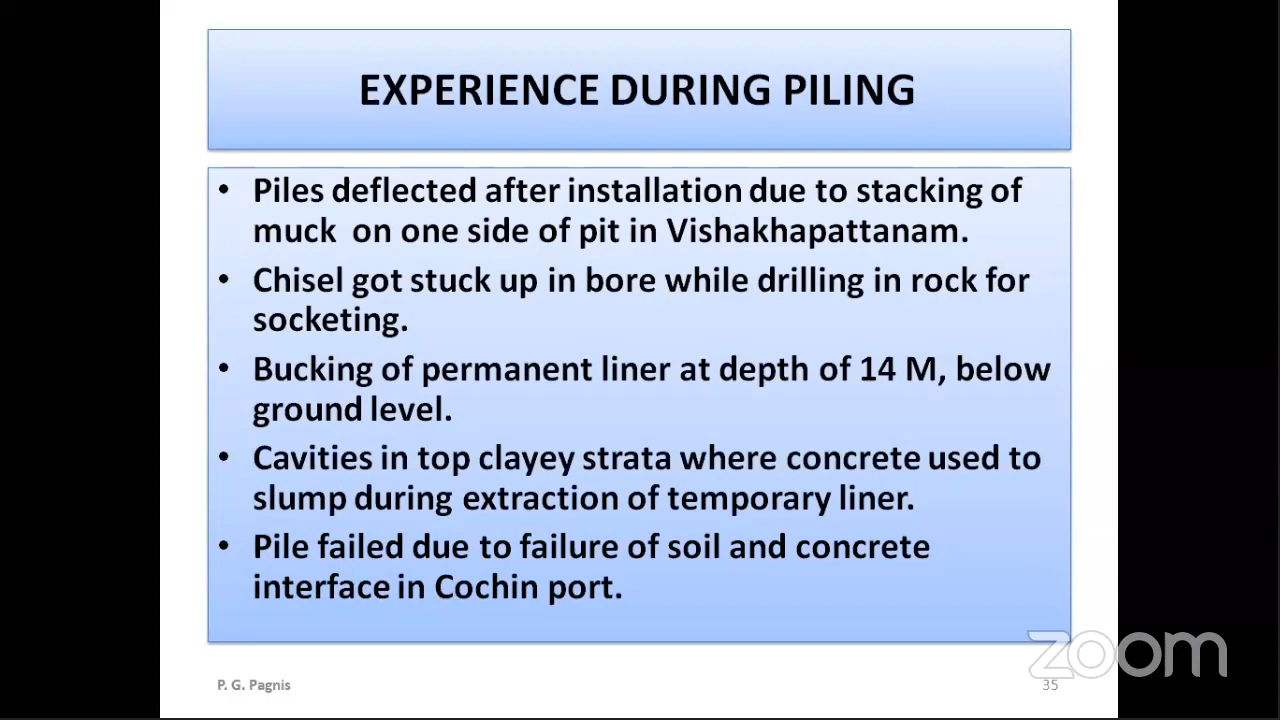 EXPERIENCE DURING PILING
• Piles deflected after installation due to stacking of
muck on one side of pit in Vishakhapattanam.
• Chisel got stuck up in bore while drilling in rock for
socketing.
• Bucking of permanent liner at depth of 14 M, below
ground level.
• Cavities in top clayey strata where concrete used to
slump during extraction of temporary liner.
• Pile failed due to failure of soil and concrete
interface in Cochin port.
zoom
P. G. Pagnis
35